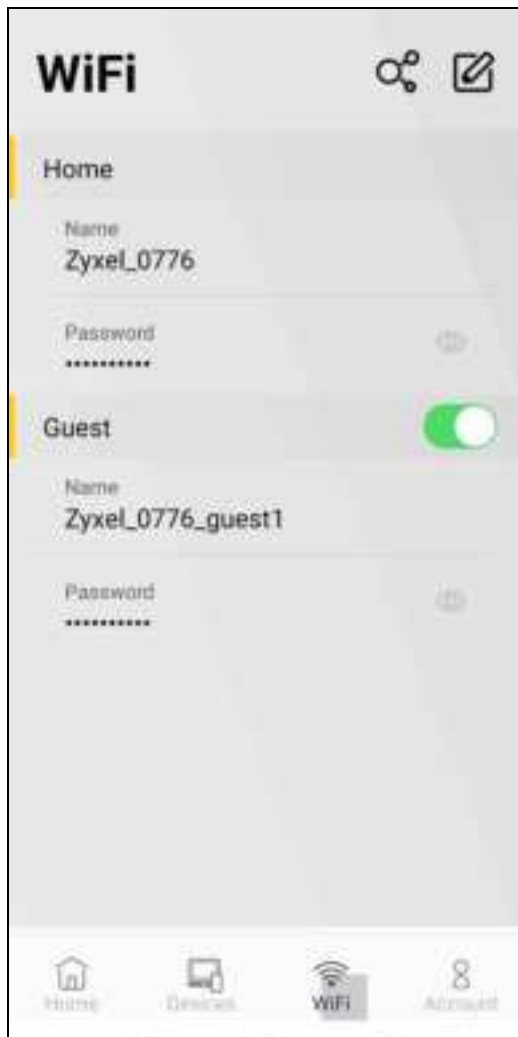 WiFi
Home
Name
Zyxel_0776
Password
••••••••••
Guest
Name
Zyxel_0776_guest1
Password
••••••••••
Home Devices WiFi Account